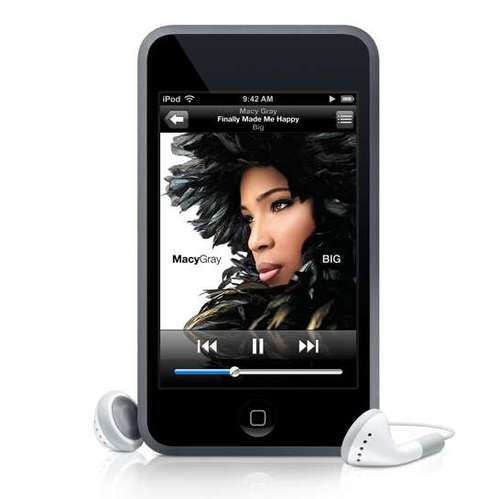 iPod 9:42 AM
Macy Gray
Finally Made Me Happy
Big
MacyGray BIG